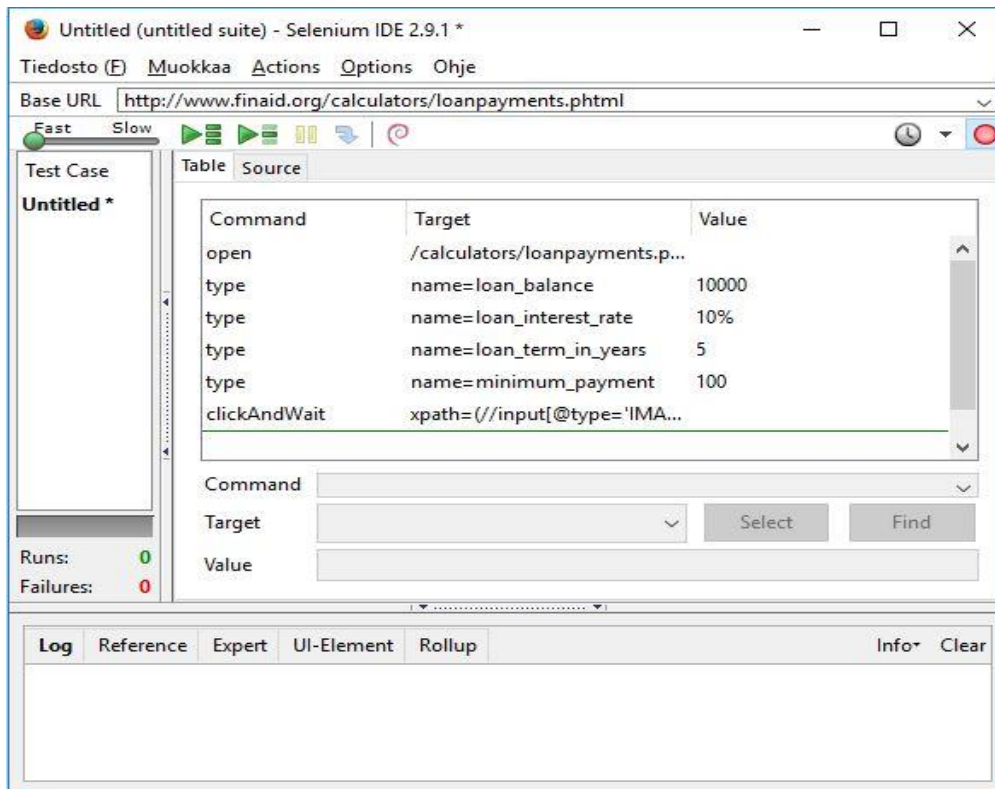 Untitled (untitled suite) - Selenium IDE 2.9.1 *
Tiedosto (F) Muokkaa Actions Options Ohje
Base URL http://www.finaid.org/calculators/loanpayments.phtml
Fast Slow
Test Case
Untitled *
Table Source
Command Target Value
open /calculators/loanpayments.p...
type name=loan_balance 10000
type name=loan_interest_rate 10%
type name=loan_term_in_years 5
type name=minimum_payment 100
clickAndWait xpath=(//input[@type='IMA...
Command
Target Select Find
Value
Runs: 0
Failures: 0
Log Reference Expert UI-Element Rollup Info Clear